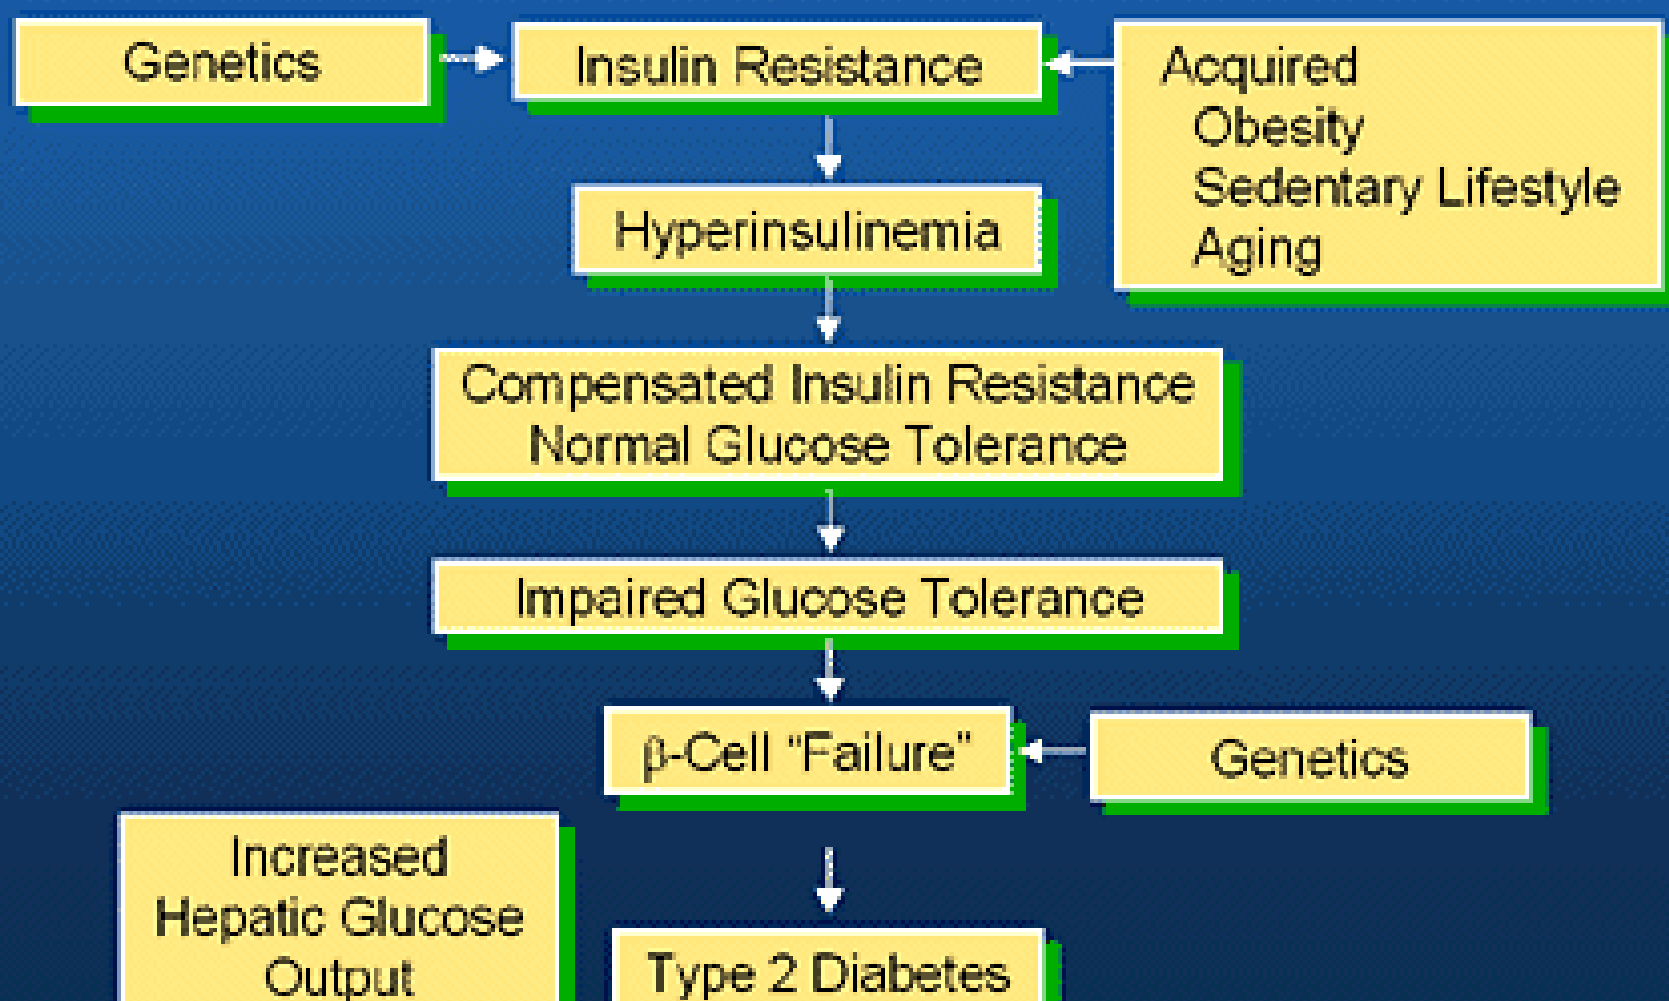 Genetics
Insulin Resistance
Acquired
Obesity
Sedentary Lifestyle
Aging
Hyperinsulinemia
Compensated Insulin Resistance
Normal Glucose Tolerance
Impaired Glucose Tolerance
β-Cell "Failure"
Genetics
Increased
Hepatic Glucose
Output
Type 2 Diabetes